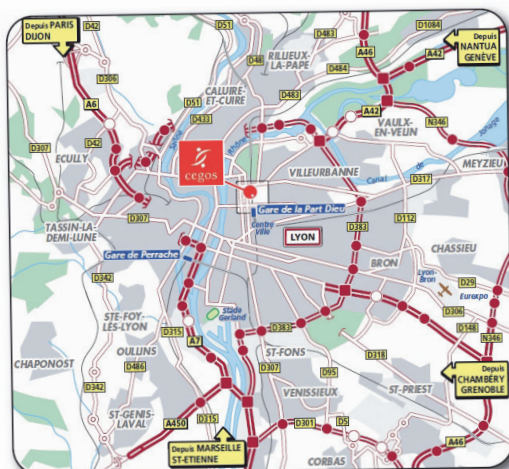 Depuis PARIS
DIJON
D42
D51
D483
A46
D1084
Depuis
NANTUA
GENÈVE
A42
RILLIEUX-
LA-PAPE
D48
D484
D306
A6
CALUIRE
-ET-CUIRE
D51
D433
D483
A42
VAULX-
EN-VELIN
N346
Jonage
D42
D307
ECULLY
Saône
Rhône
cegos
VILLEURBANNE
Canal de
MEYZIEU
D317
Gare de la Part Dieu
Centre
Ville
LYON
D383
D112
TASSIN-LA
-DEMI-LUNE
D307
CHASSIEU
Gare de Perrache
BRON
Lyon-
Bron
D29
D342
Eurexpo
STE-FOY
LÈS-LYON
Stade
Gerland
D306
D148
D315
A7
D383
N346
CHAPONOST
OULLINS
ST-FONS
D318
D486
D307
D95
Depuis
CHAMBÉRY
GRENOBLE
D342
VENISSIEUX
ST-PRIEST
ST-GENIS-
LAVAL
D315
A450
D301
D5
A46
Depuis MARSEILLE
ST-ETIENNE
CORBAS